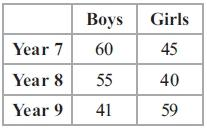 Boys Girls
Year 7 60 45
Year 8 55 40
Year 9 41 59